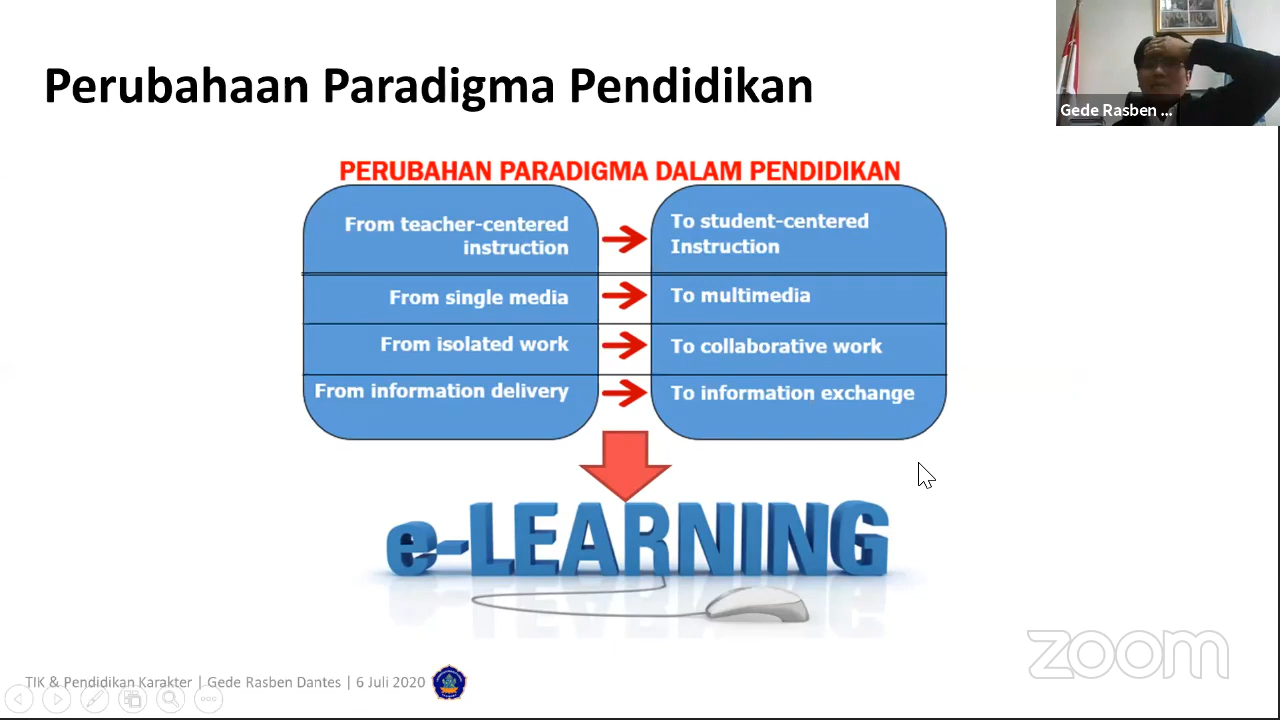 Perubahaan Paradigma Pendidikan
Gede Rasben ...
PERUBAHAN PARADIGMA DALAM PENDIDIKAN
From teacher-centered
instruction
To student-centered
Instruction
From single media
To multimedia
From isolated work
To collaborative work
From information delivery
To information exchange
e-LEARNING
zoom
TIK & Pendidikan Karakter | Gede Rasben Dantes | 6 Juli 2020